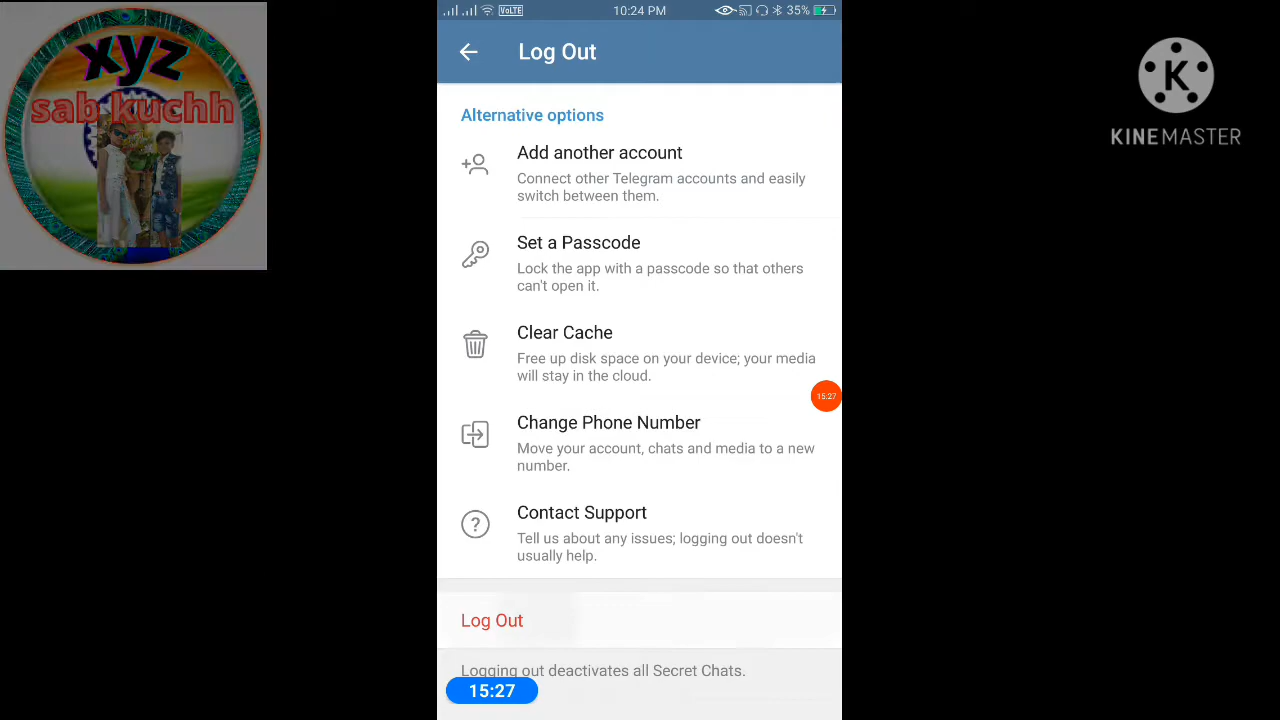 xyz
sab kuchh
VoLTE
10:24 PM
35%
Log Out
Alternative options
Add another account
Connect other Telegram accounts and easily
switch between them.
Set a Passcode
Lock the app with a passcode so that others
can't open it.
Clear Cache
Free up disk space on your device; your media
will stay in the cloud.
15:27
Change Phone Number
Move your account, chats and media to a new
number.
Contact Support
Tell us about any issues; logging out doesn't
usually help.
Log Out
Logging out deactivates all Secret Chats.
15:27
K
KINEMASTER